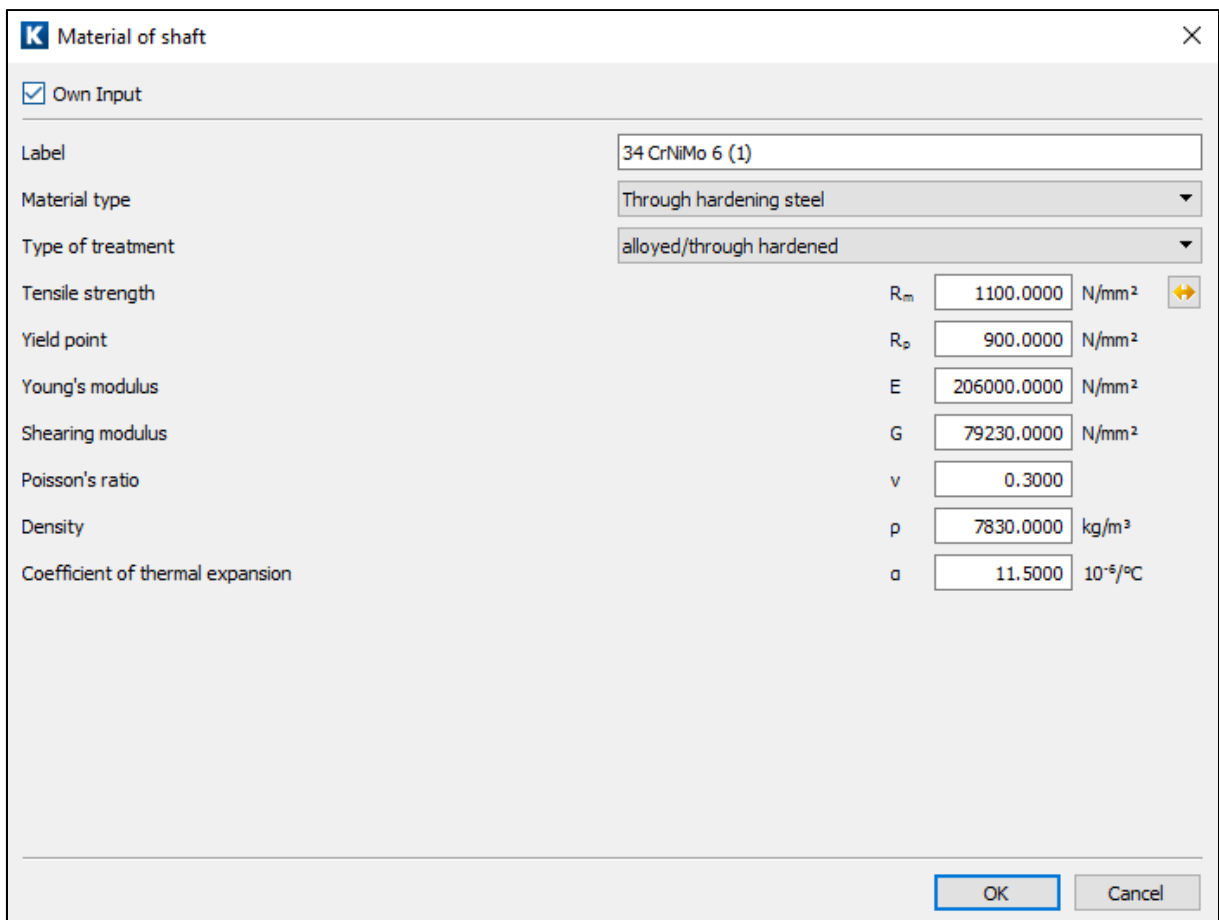 K Material of shaft
Own Input
Label 34 CrNiMo 6 (1)
Material type Through hardening steel
Type of treatment alloyed/through hardened
Tensile strength Rₘ 1100.0000 N/mm²
Yield point Rₚ 900.0000 N/mm²
Young's modulus E 206000.0000 N/mm²
Shearing modulus G 79230.0000 N/mm²
Poisson's ratio ν 0.3000
Density ρ 7830.0000 kg/m³
Coefficient of thermal expansion α 11.5000 10⁻⁶/°C
OK Cancel